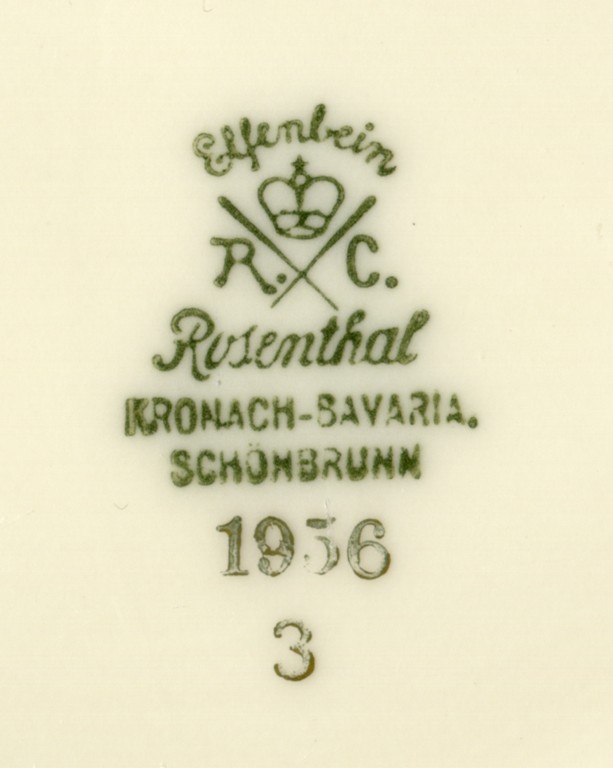 Elfenbein
R. C.
Rosenthal
KRONACH-BAVARIA.
SCHÖNBRUNN
1936
3